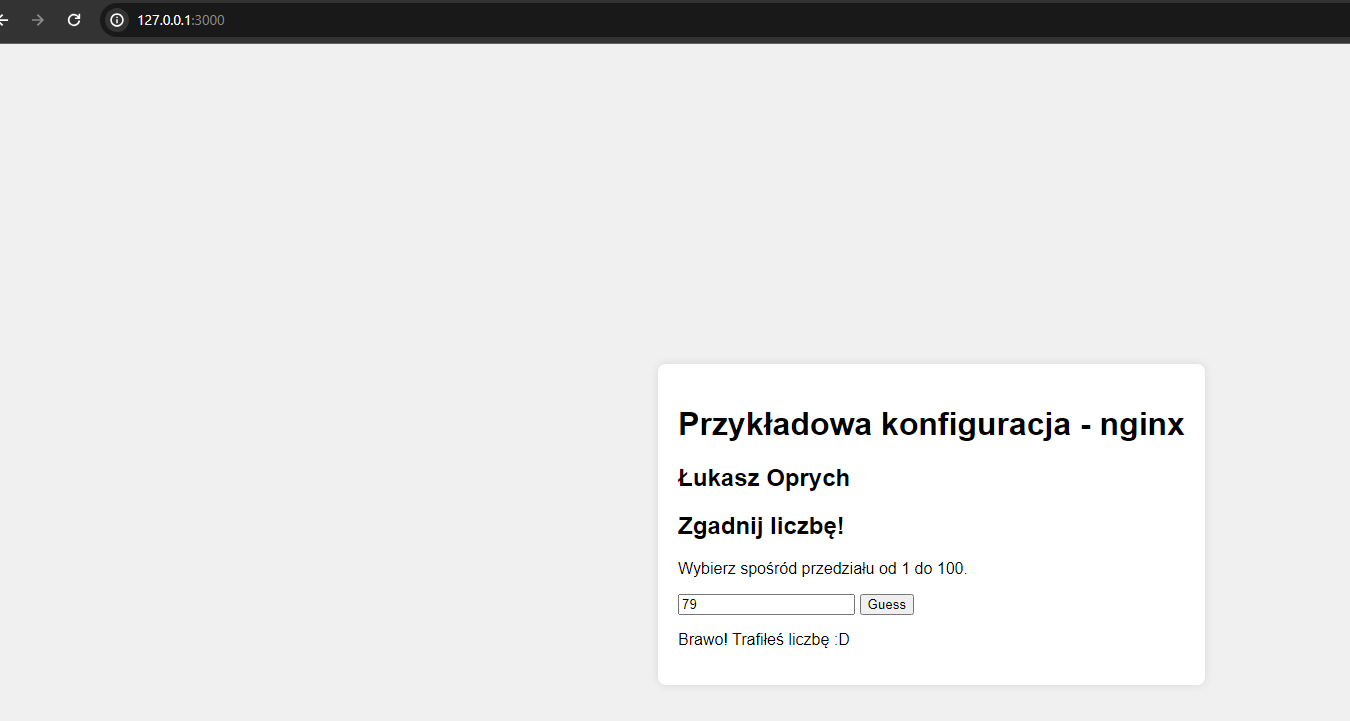 127.0.0.1:3000
Przykładowa konfiguracja - nginx
Łukasz Oprych
Zgadnij liczbę!
Wybierz spośród przedziału od 1 do 100.
79 Guess
Brawo! Trafiłeś liczbę :D